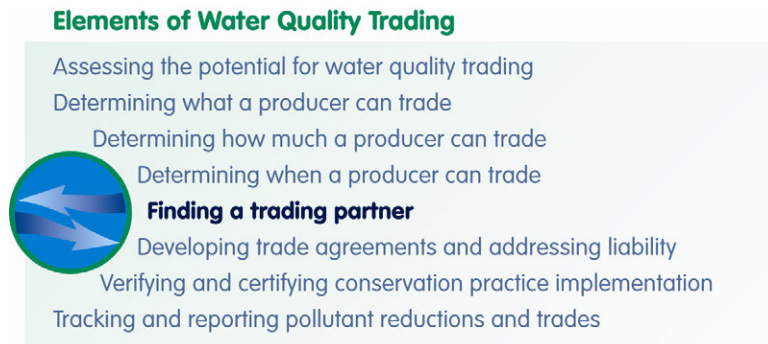 Elements of Water Quality Trading
Assessing the potential for water quality trading
Determining what a producer can trade
Determining how much a producer can trade
Determining when a producer can trade
Finding a trading partner
Developing trade agreements and addressing liability
Verifying and certifying conservation practice implementation
Tracking and reporting pollutant reductions and trades